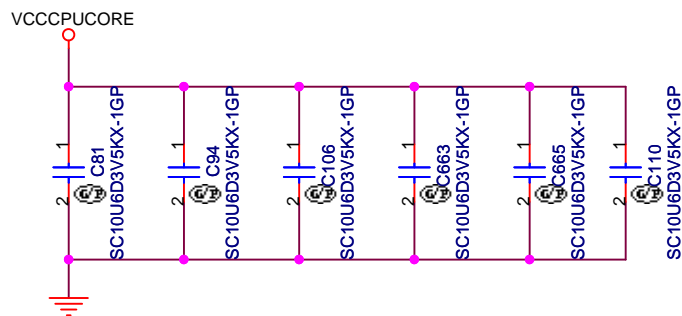 VCCCPUCORE
1
2
C81
G/P
SC10U6D3V5KX-1GP
1
2
C94
G/P
SC10U6D3V5KX-1GP
1
2
C106
G/P
SC10U6D3V5KX-1GP
1
2
C663
G/P
SC10U6D3V5KX-1GP
1
2
C665
G/P
SC10U6D3V5KX-1GP
1
2
C110
G/P
SC10U6D3V5KX-1GP